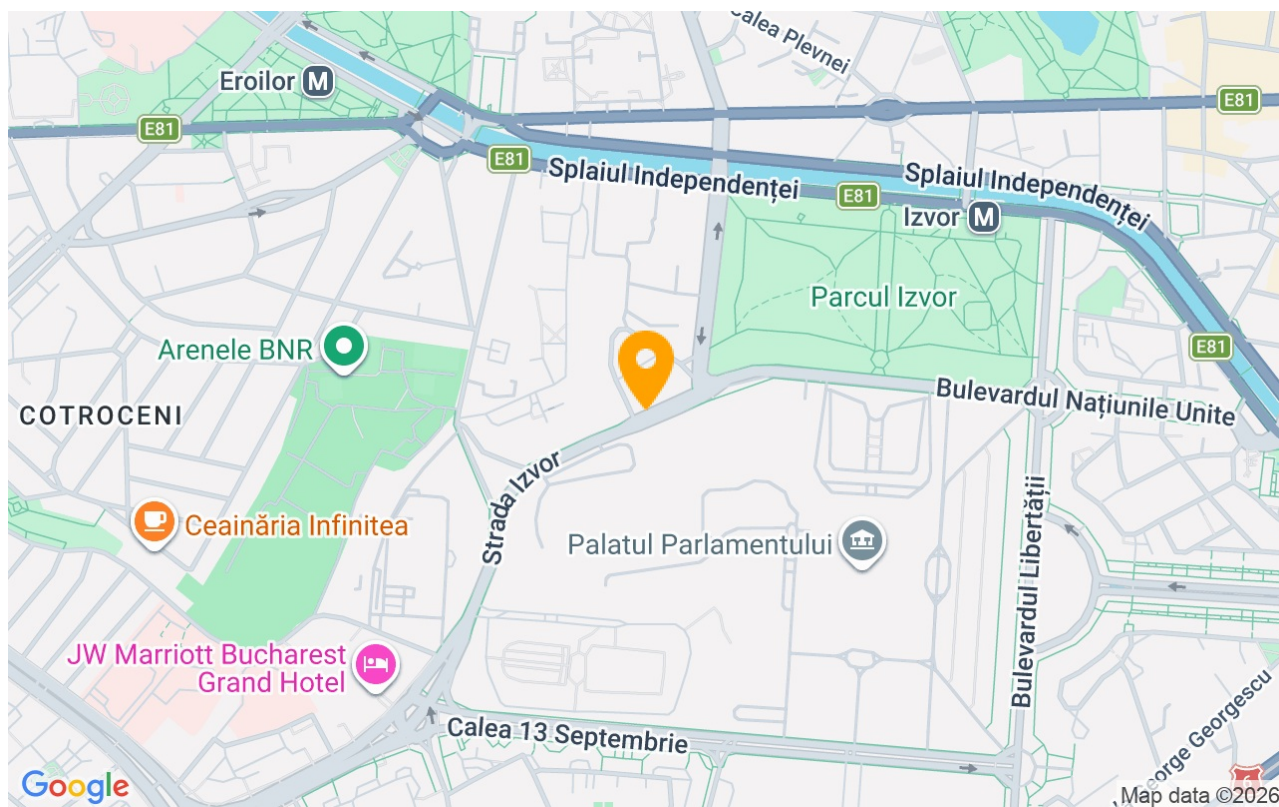 Calea Plevnei
Eroilor M
E81
E81
E81
Splaiul Independenței
E81
Splaiul Independenței
Izvor M
Parcul Izvor
Arenele BNR
E81
COTROCENI
Bulevardul Națiunile Unite
Strada Izvor
Ceainăria Infinitea
Palatul Parlamentului
Bulevardul Libertății
JW Marriott Bucharest
Grand Hotel
Calea 13 Septembrie
George Georgescu
6
Google
Map data ©2026